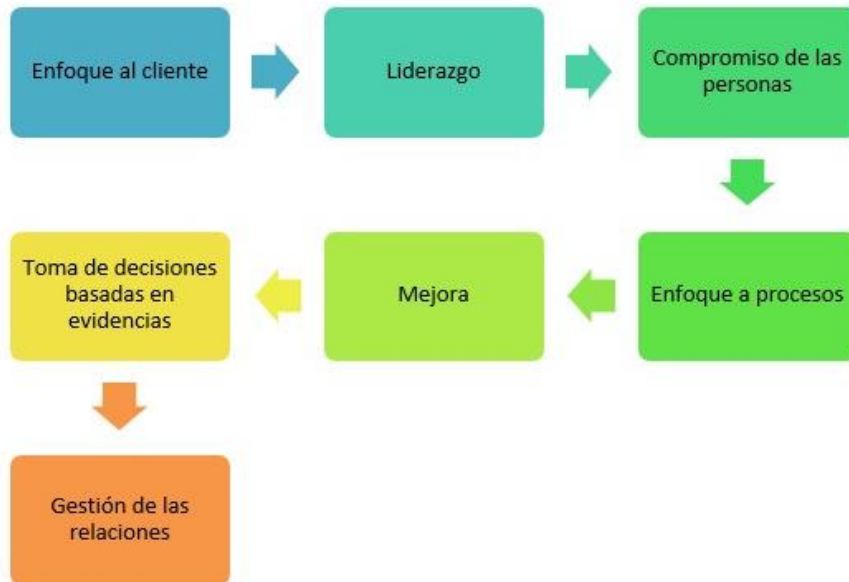 Enfoque al cliente
Liderazgo
Compromiso de las
personas
Enfoque a procesos
Mejora
Toma de decisiones
basadas en
evidencias
Gestión de las
relaciones